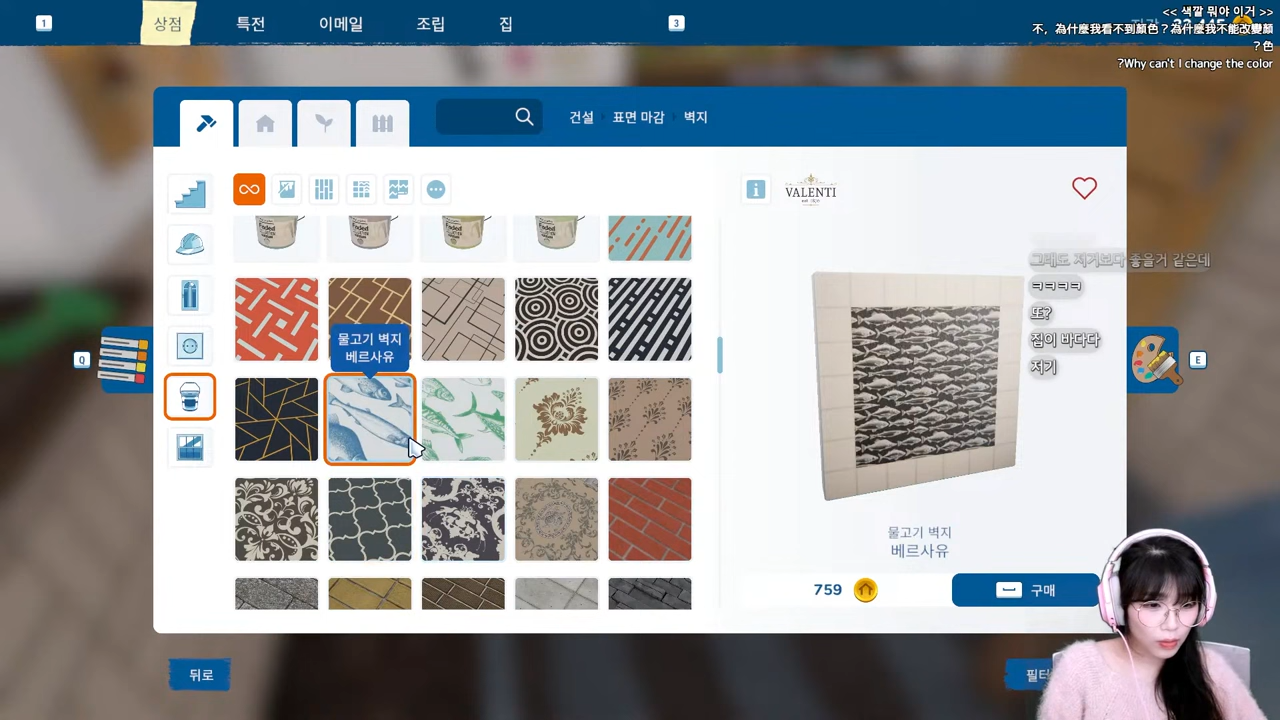 1
상점
특전
이메일
조립
집
3
<< 색깔 뭐야 이거 >>
不, 為什麼我看不到顏色？為什麼我不能改變顏
？色
?Why can't I change the color
건설
표면 마감
벽지
VALENTI
그래도 저거보다 좋을거 같은데
ㅋㅋㅋㅋ
또?
집이 바다다
저기
물고기 벽지
베르사유
Q
E
물고기 벽지
베르사유
759
구매
뒤로